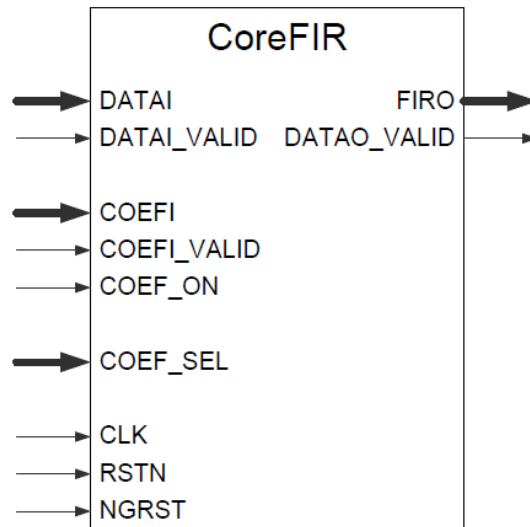 CoreFIR
DATAI FIRO
DATAI_VALID DATAO_VALID
COEFI
COEFI_VALID
COEF_ON
COEF_SEL
CLK
RSTN
NGRST